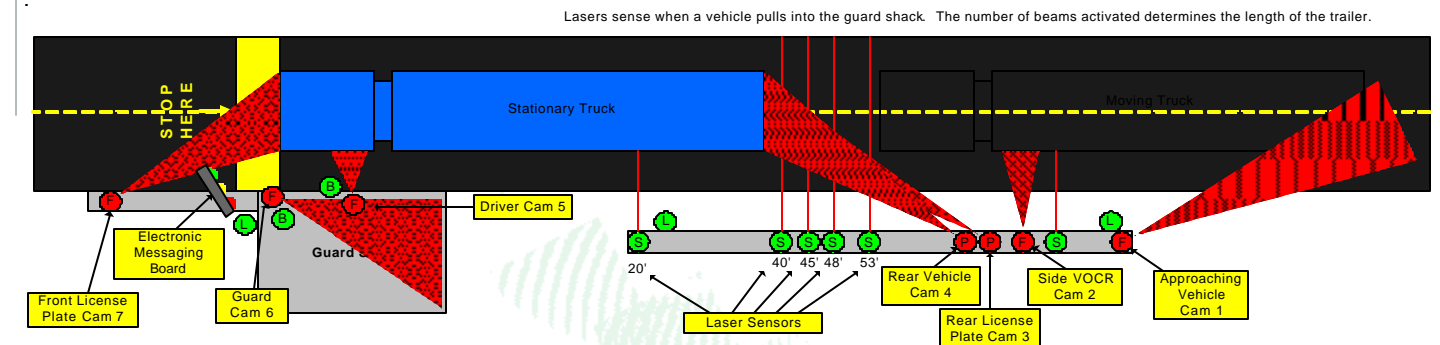 Lasers sense when a vehicle pulls into the guard shack. The number of beams activated determines the length of the trailer.
STOP
HERE
Stationary Truck
Moving Truck
F
F
B
F
B
L
Driver Cam 5
Electronic
Messaging
Board
Guard S
Front License
Plate Cam 7
Guard
Cam 6
S
L
S
S
S
S
P
P
F
S
L
F
20'
40'
45'
48'
53'
Laser Sensors
Rear Vehicle
Cam 4
Rear License
Plate Cam 3
Side VOCR
Cam 2
Approaching
Vehicle
Cam 1